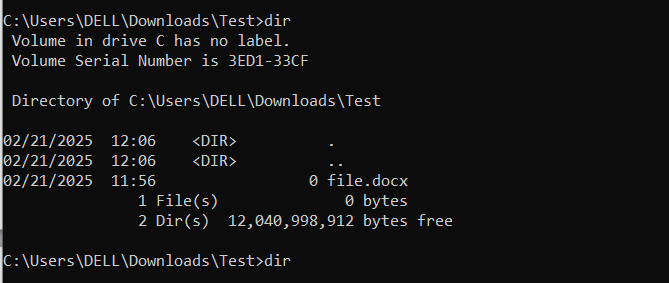 C:\Users\DELL\Downloads\Test>dir
Volume in drive C has no label.
Volume Serial Number is 3ED1-33CF
Directory of C:\Users\DELL\Downloads\Test
02/21/2025  12:06    <DIR>          .
02/21/2025  12:06    <DIR>          ..
02/21/2025  11:56                 0 file.docx
1 File(s)              0 bytes
2 Dir(s)  12,040,998,912 bytes free
C:\Users\DELL\Downloads\Test>dir